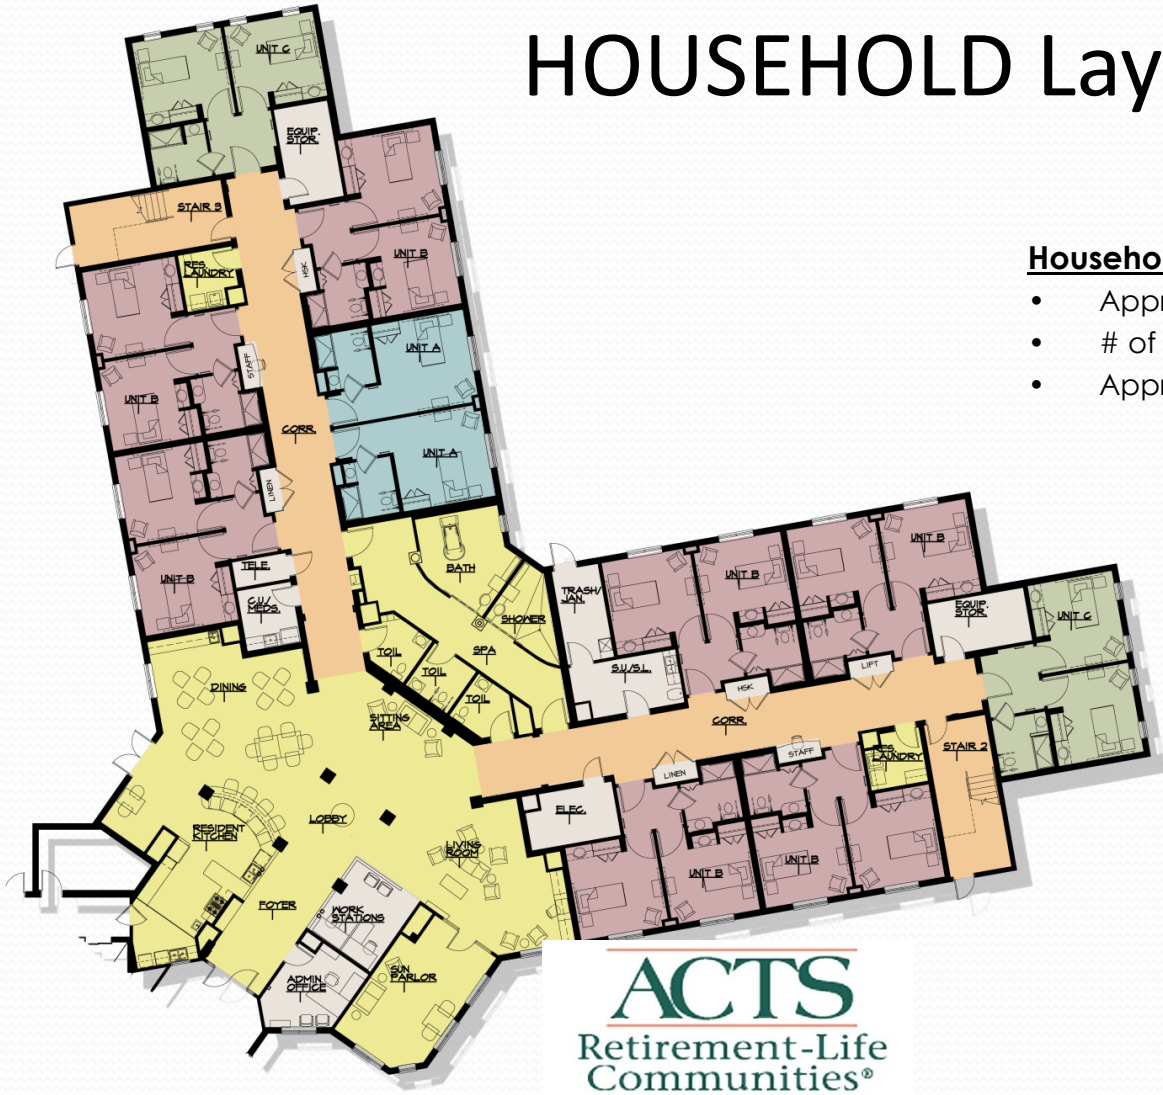 HOUSEHOLD Lay
Househo
• Appr
• # of
• Appr
UNIT C
EQUIP.
STOR.
STAIR 3
RES.
LAUNDRY
HSK
UNIT B
STAFF
UNIT A
UNIT B
CORR.
UNIT A
LINEN
UNIT B
TELE.
C.U./
MEDS.
BATH
SHOWER
SPA
TOIL
TOIL
TOIL
TRASH/
JAN.
S.U./S.L.
UNIT B
UNIT B
EQUIP.
STOR.
UNIT C
HSK
LIFT
CORR.
LINEN
STAFF
RES.
LAUNDRY
STAIR 2
ELEC.
UNIT B
UNIT B
DINING
SITTING
AREA
LOBBY
RESIDENT
KITCHEN
LIVING
ROOM
FOYER
WORK
STATIONS
ADMIN
OFFICE
SUN
PARLOR
ACTS
Retirement-Life
Communities®